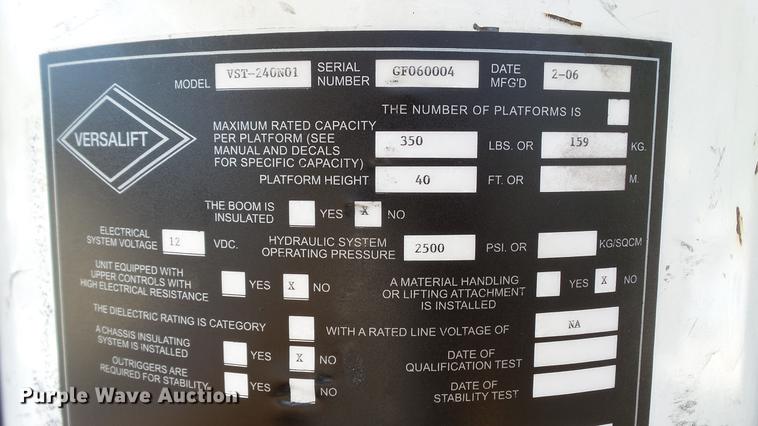 MODEL VST-240N01 SERIAL NUMBER GF060004 DATE MFG'D 2-06
VERSALIFT
THE NUMBER OF PLATFORMS IS
MAXIMUM RATED CAPACITY
PER PLATFORM (SEE 350 LBS. OR 159 KG.
MANUAL AND DECALS
FOR SPECIFIC CAPACITY)
PLATFORM HEIGHT 40 FT. OR M.
THE BOOM IS
INSULATED YES X NO
ELECTRICAL
SYSTEM VOLTAGE 12 VDC.
HYDRAULIC SYSTEM
OPERATING PRESSURE 2500 PSI. OR KG/SQCM
UNIT EQUIPPED WITH
UPPER CONTROLS WITH YES X NO
HIGH ELECTRICAL RESISTANCE
A MATERIAL HANDLING
OR LIFTING ATTACHMENT YES X NO
IS INSTALLED
THE DIELECTRIC RATING IS CATEGORY
WITH A RATED LINE VOLTAGE OF NA
A CHASSIS INSULATING
SYSTEM IS INSTALLED YES X NO
DATE OF
QUALIFICATION TEST
OUTRIGGERS ARE
REQUIRED FOR STABILITY YES NO
DATE OF
STABILITY TEST
Purple Wave Auction